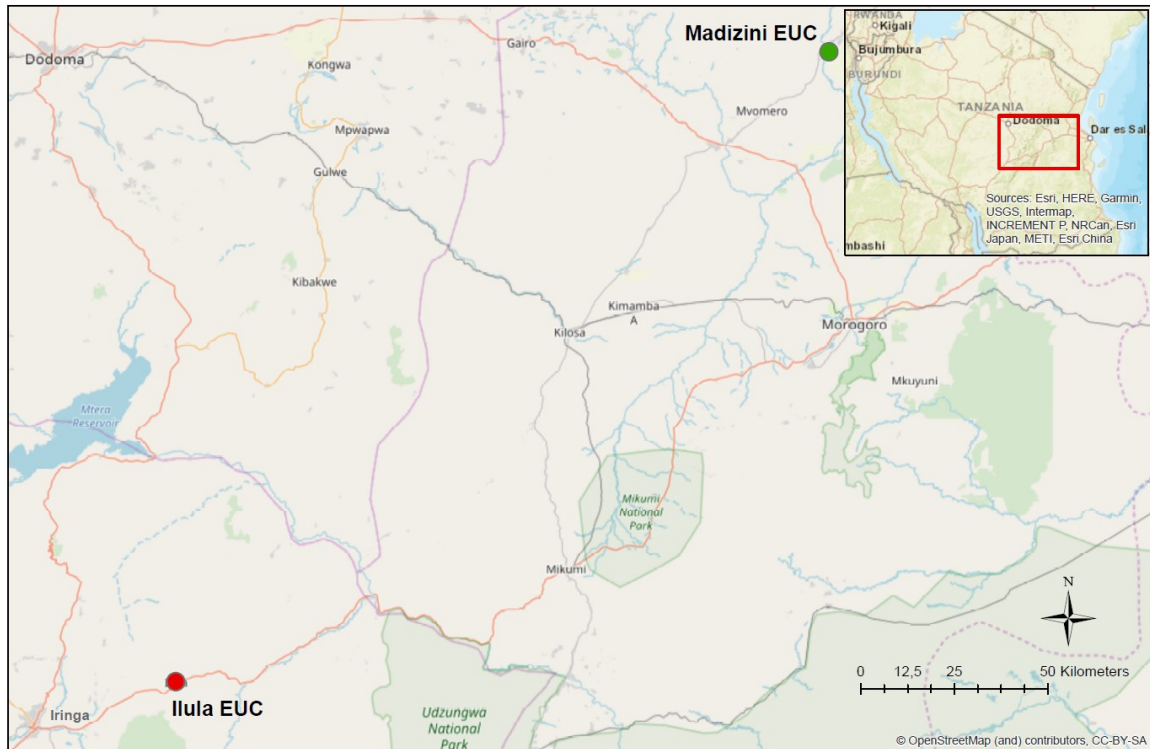 Madizini EUC
Dodoma
Gairo
Kongwa
Mvomero
Mpwapwa
Gulwe
Kibakwe
Kimamba
A
Kilosa
Morogoro
Mkuyuni
Mtera
Reservoir
Mikumi
National
Park
Mikumi
Ilula EUC
Iringa
Udzungwa
National
Park
RWANDA
Kigali
Bujumbura
BURUNDI
TANZANIA
Dodoma
Dar es Sal
mbashi
Sources: Esri, HERE, Garmin,
USGS, Intermap,
INCREMENT P, NRCan, Esri
Japan, METI, Esri China
N
0 12,5 25 50 Kilometers
© OpenStreetMap (and) contributors, CC-BY-SA